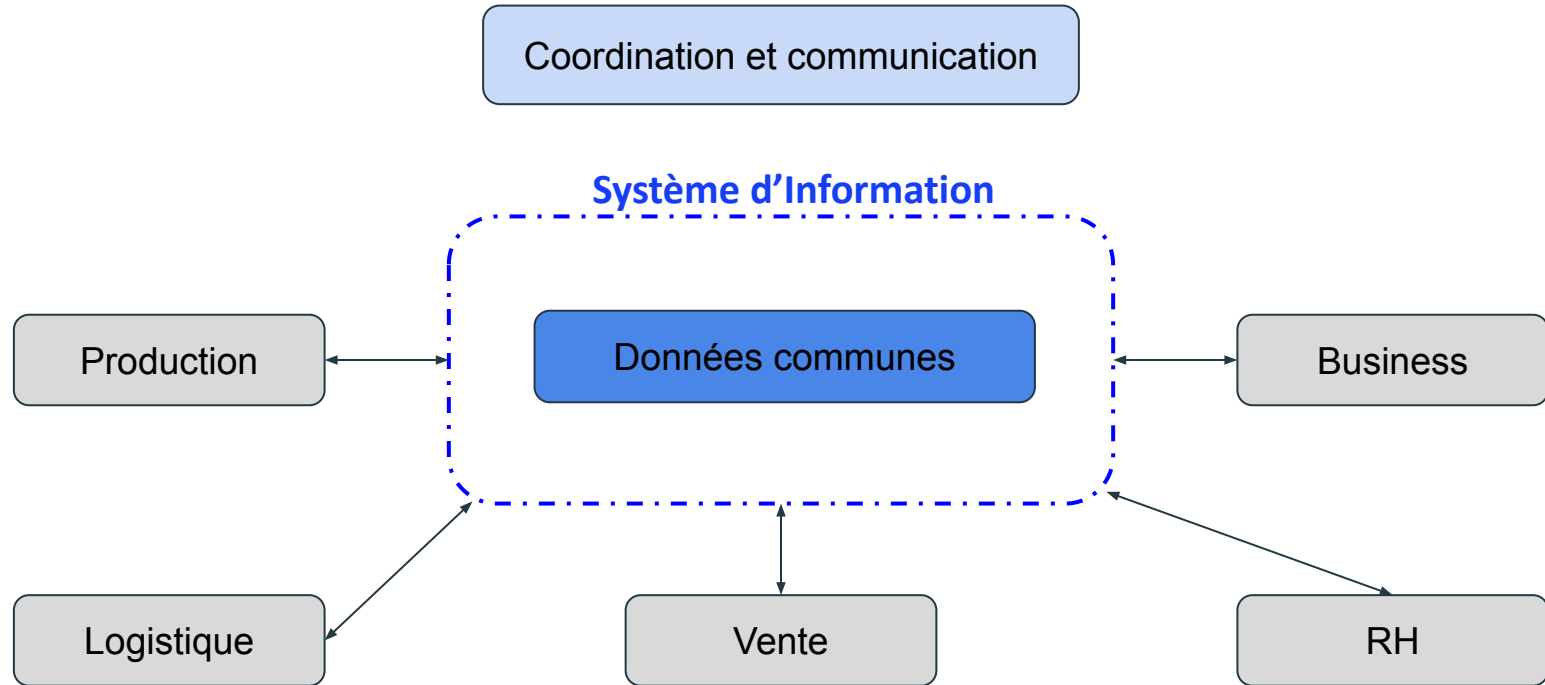 Coordination et communication
Système d’Information
Production
Données communes
Business
Logistique
Vente
RH